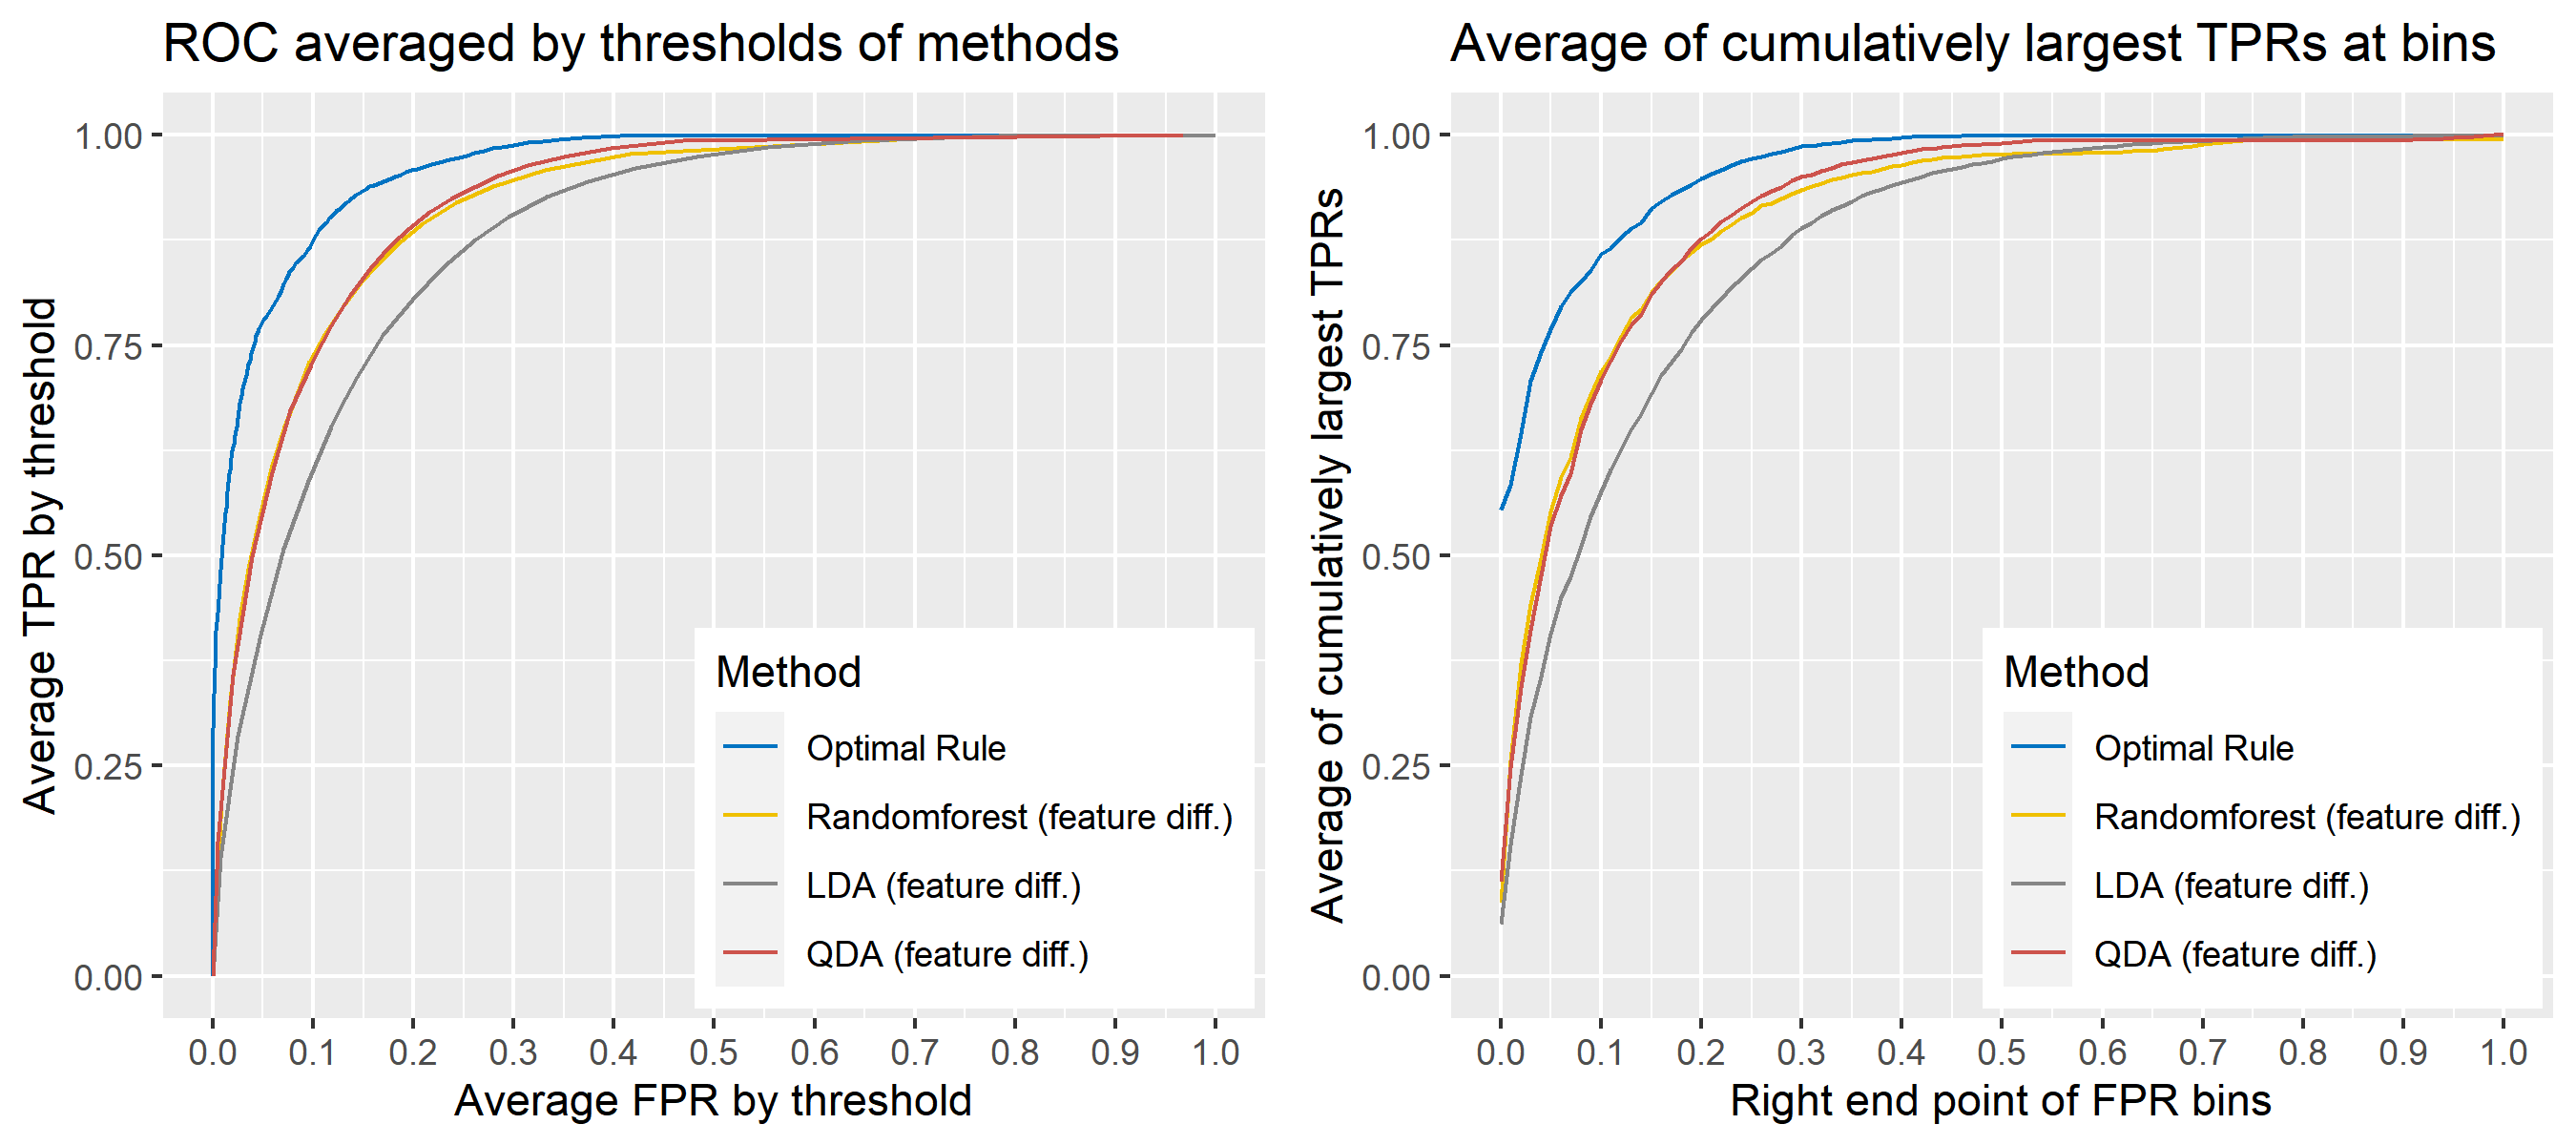 ROC averaged by thresholds of methods
Average TPR by threshold
1.00
0.75
0.50
0.25
0.00
Method
Optimal Rule
Randomforest (feature diff.)
LDA (feature diff.)
QDA (feature diff.)
0.0 0.1 0.2 0.3 0.4 0.5 0.6 0.7 0.8 0.9 1.0
Average FPR by threshold
Average of cumulatively largest TPRs at bins
Average of cumulatively largest TPRs
1.00
0.75
0.50
0.25
0.00
Method
Optimal Rule
Randomforest (feature diff.)
LDA (feature diff.)
QDA (feature diff.)
0.0 0.1 0.2 0.3 0.4 0.5 0.6 0.7 0.8 0.9 1.0
Right end point of FPR bins